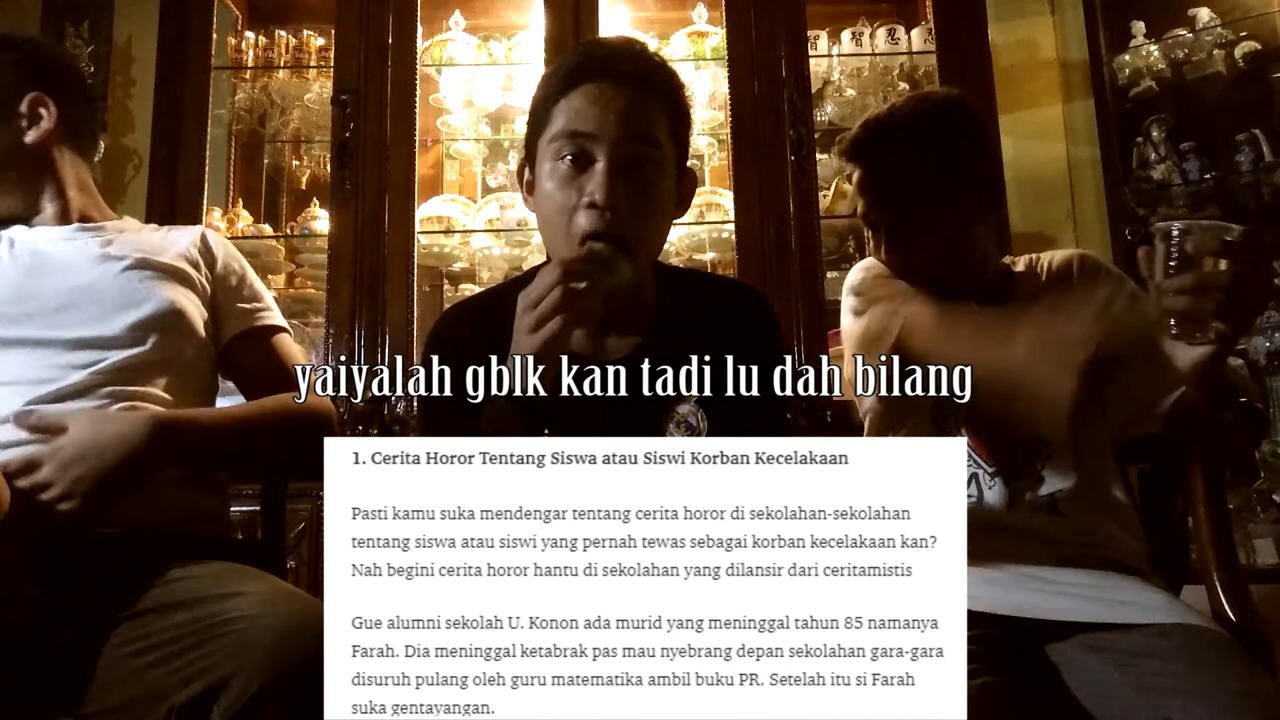 智 智 忍 忍
yaiyalah gblk kan tadi lu dah bilang
1. Cerita Horor Tentang Siswa atau Siswi Korban Kecelakaan
Pasti kamu suka mendengar tentang cerita horor di sekolahan-sekolahan
tentang siswa atau siswi yang pernah tewas sebagai korban kecelakaan kan?
Nah begini cerita horor hantu di sekolahan yang dilansir dari ceritamistis
Gue alumni sekolah U. Konon ada murid yang meninggal tahun 85 namanya
Farah. Dia meninggal ketabrak pas mau nyebrang depan sekolahan gara-gara
disuruh pulang oleh guru matematika ambil buku PR. Setelah itu si Farah
suka gentayangan.